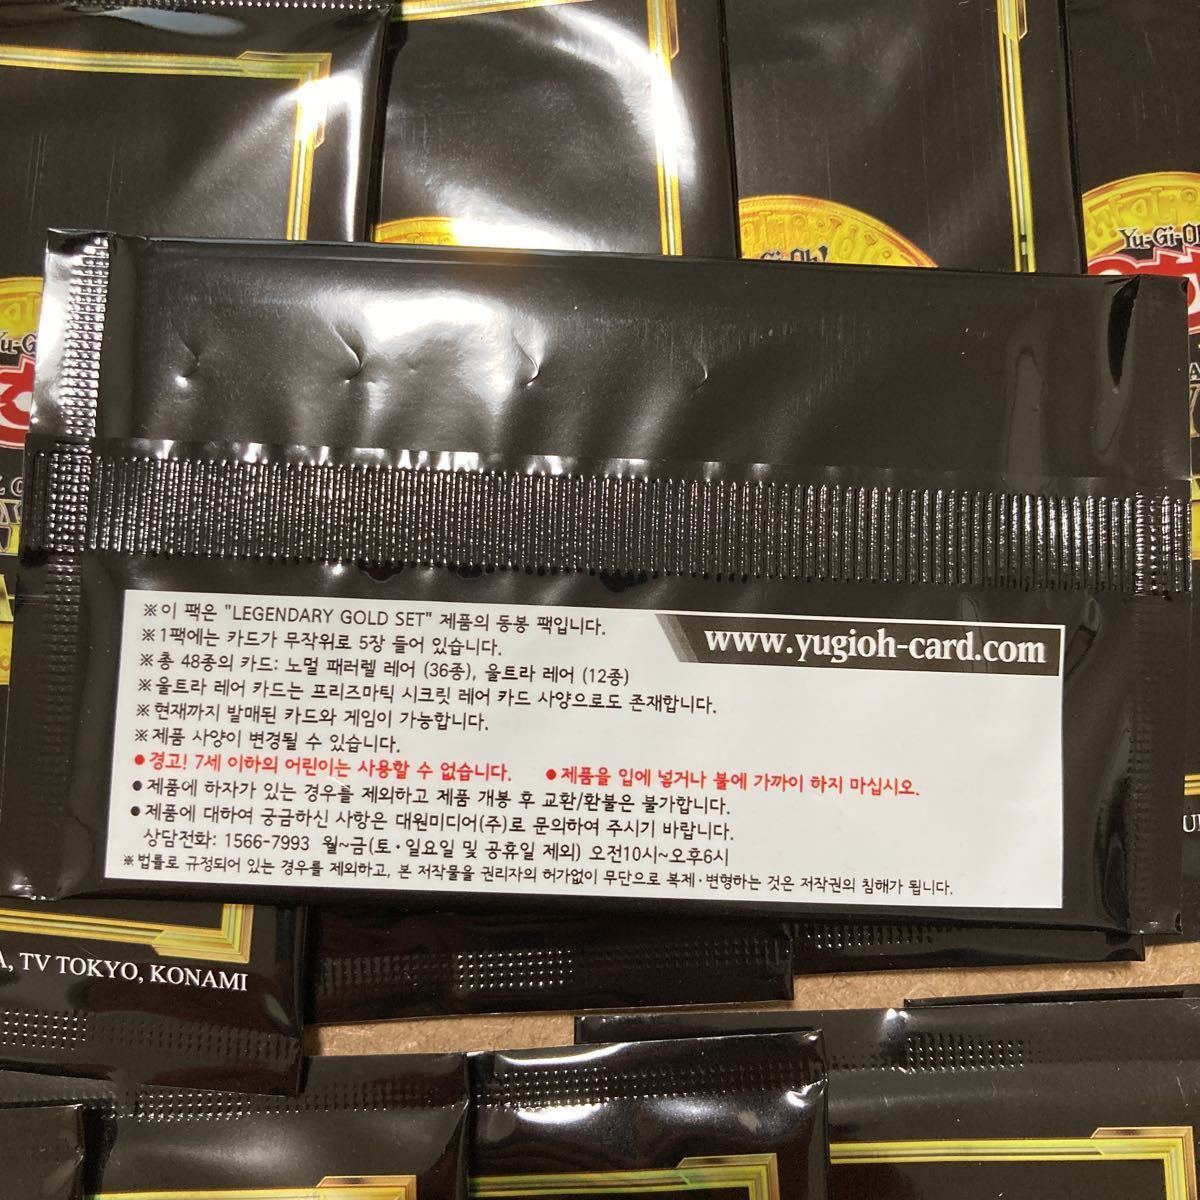 Yu-Gi-Oh!
Gi-Oh!
※이 팩은 "LEGENDARY GOLD SET" 제품의 동봉 팩입니다.
www.yugioh-card.com
※1팩에는 카드가 무작위로 5장 들어 있습니다.
※총 48종의 카드: 노멀 패러렐 레어 (36종), 울트라 레어 (12종)
※울트라 레어 카드는 프리즈마틱 시크릿 레어 카드 사양으로도 존재합니다.
※현재까지 발매된 카드와 게임이 가능합니다.
※제품 사양이 변경될 수 있습니다.
●경고! 7세 이하의 어린이는 사용할 수 없습니다. ●제품을 입에 넣거나 불에 가까이 하지 마십시오.
●제품에 하자가 있는 경우를 제외하고 제품 개봉 후 교환/환불은 불가합니다.
●제품에 대하여 궁금하신 사항은 대원미디어(주)로 문의하여 주시기 바랍니다.
상담전화: 1566-7993 월~금(토·일요일 및 공휴일 제외) 오전10시~오후6시
※법률로 규정되어 있는 경우를 제외하고, 본 저작물을 권리자의 허가없이 무단으로 복제·변형하는 것은 저작권의 침해가 됩니다.
A, TV TOKYO, KONAMI